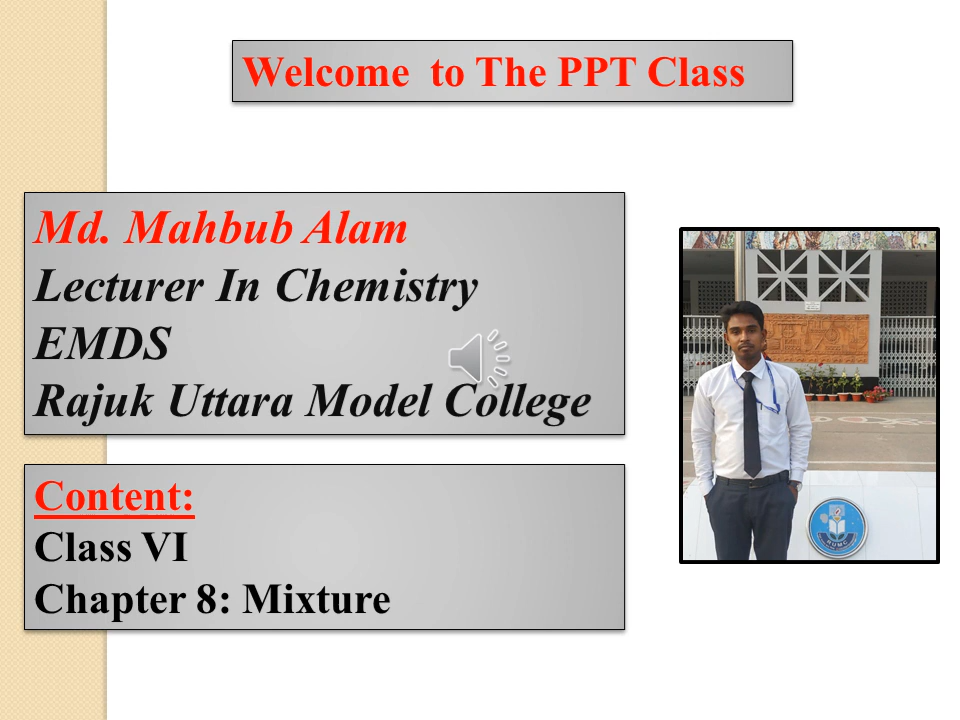 Welcome to The PPT Class
Md. Mahbub Alam
Lecturer In Chemistry
EMDS
Rajuk Uttara Model College
Content:
Class VI
Chapter 8: Mixture
RUMC